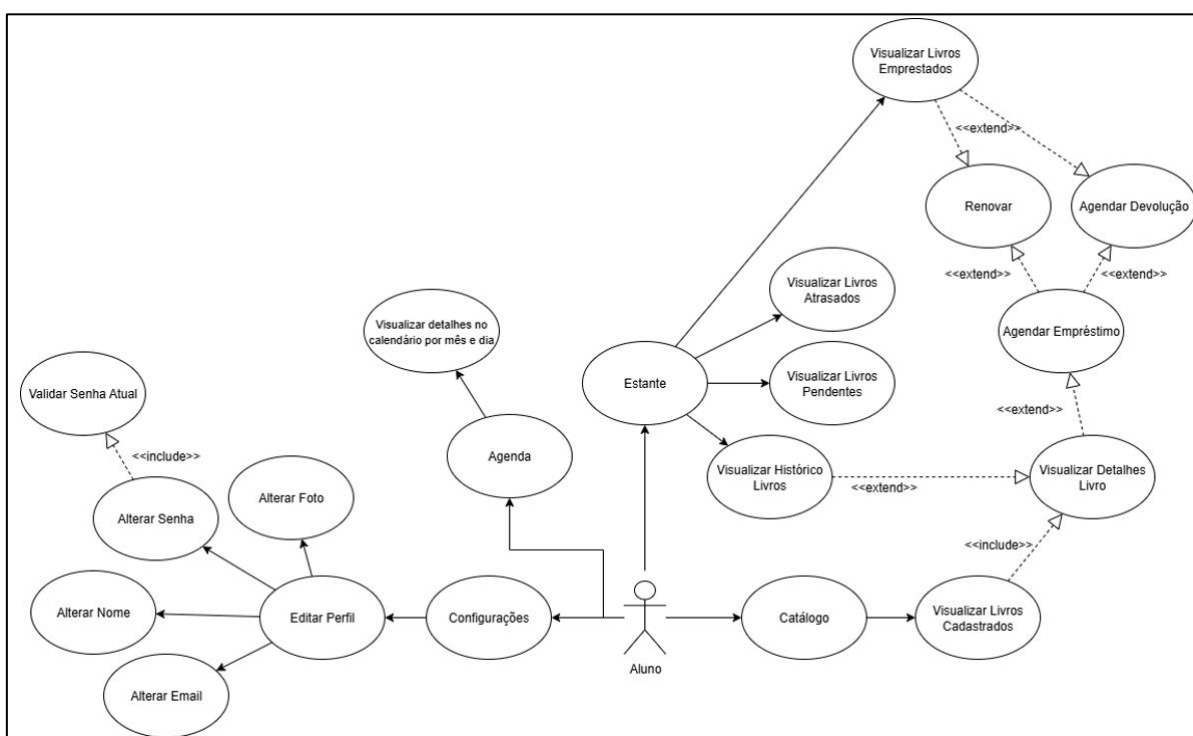 Visualizar Livros
Emprestados
<<extend>>
Renovar
Agendar Devolução
<<extend>>
<<extend>>
Visualizar Livros
Atrasados
Agendar Empréstimo
Visualizar detalhes no
calendário por mês e dia
Estante
Visualizar Livros
Pendentes
Validar Senha Atual
<<extend>>
<<include>>
Agenda
Visualizar Histórico
Livros
<<extend>>
Visualizar Detalhes
Livro
Alterar Foto
Alterar Senha
<<include>>
Alterar Nome
Editar Perfil
Configurações
Catálogo
Visualizar Livros
Cadastrados
Aluno
Alterar Email